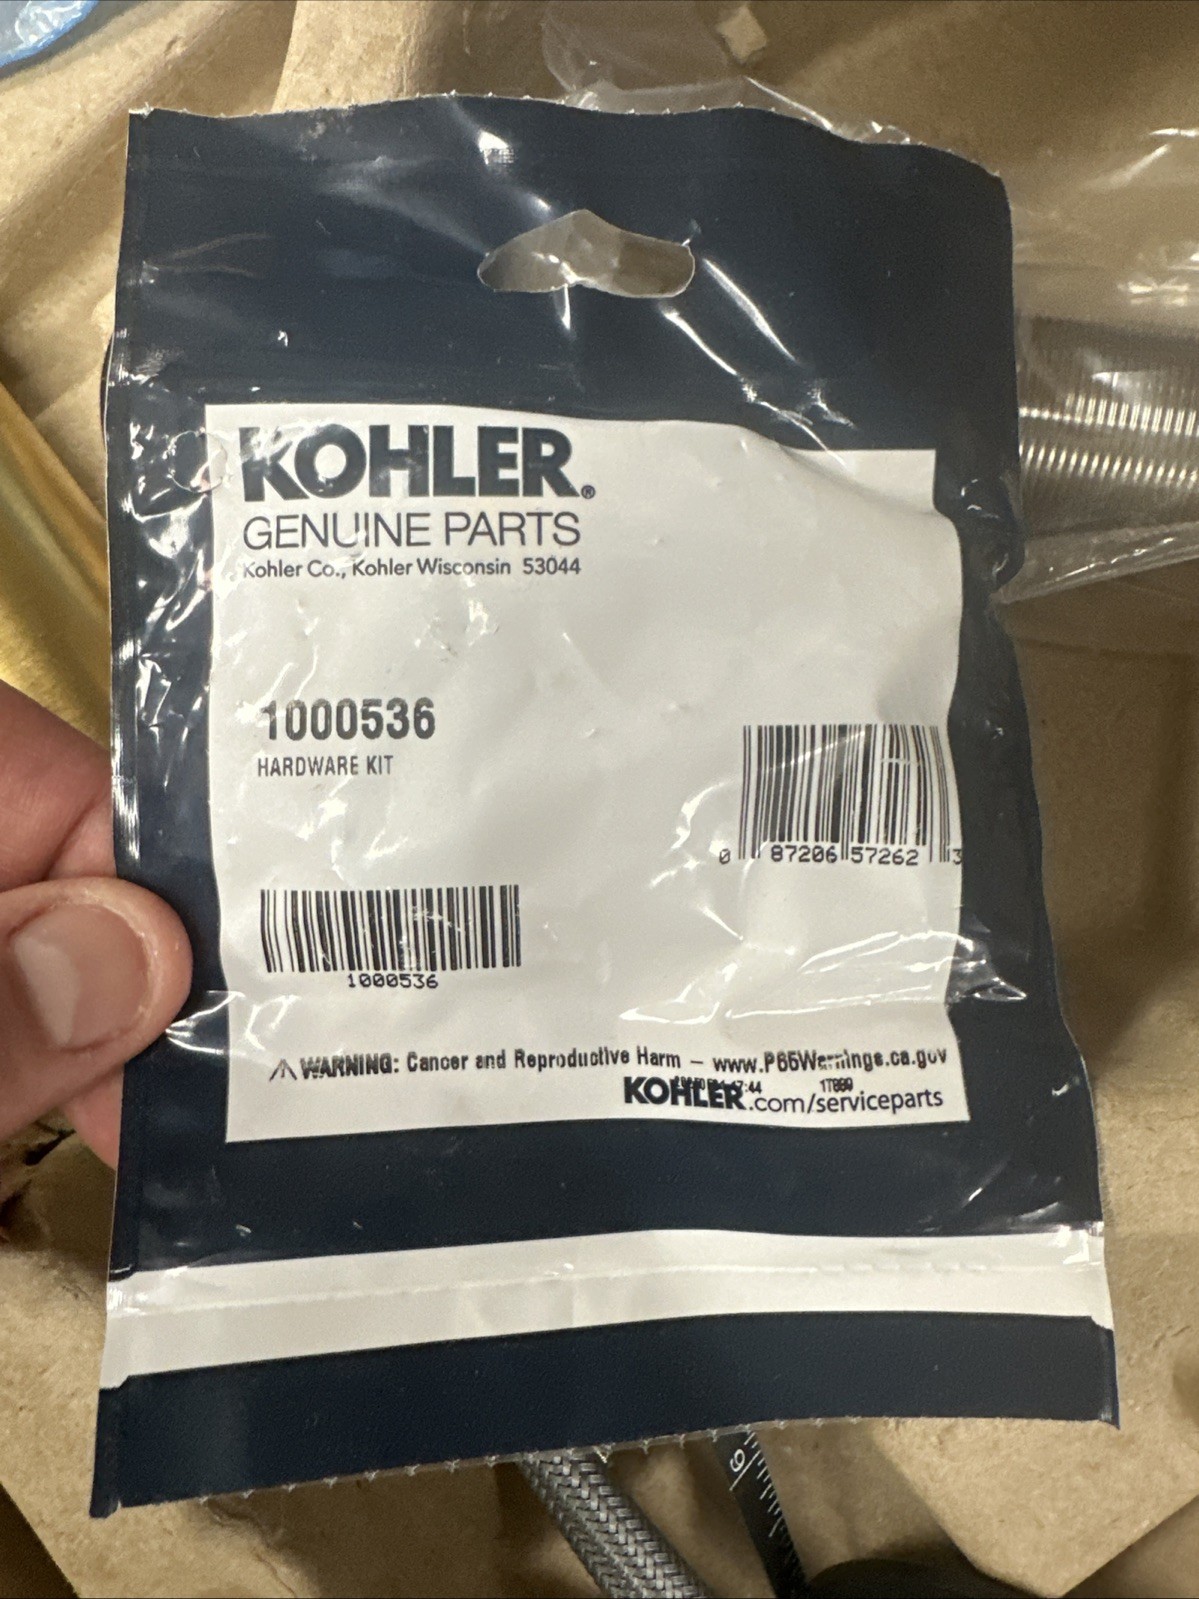 KOHLER®
GENUINE PARTS
Kohler Co., Kohler Wisconsin 53044
1000536
HARDWARE KIT
0 87206 57262 3
1000536
⚠ WARNING: Cancer and Reproductive Harm – www.P65Warnings.ca.gov
KOHLER.com/serviceparts
9